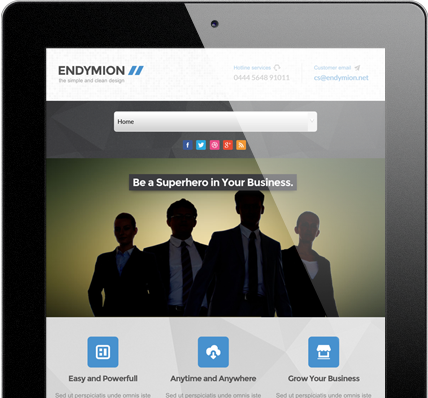 ENDYMION
the simple and clean design
Hotline services
0444 5648 91011
Customer email
cs@endymion.net
Home
Be a Superhero in Your Business.
Easy and Powerfull
Anytime and Anywhere
Grow Your Business
Sed ut perspiciatis unde omnis iste
Sed ut perspiciatis unde omnis iste
Sed ut perspiciatis unde omnis iste